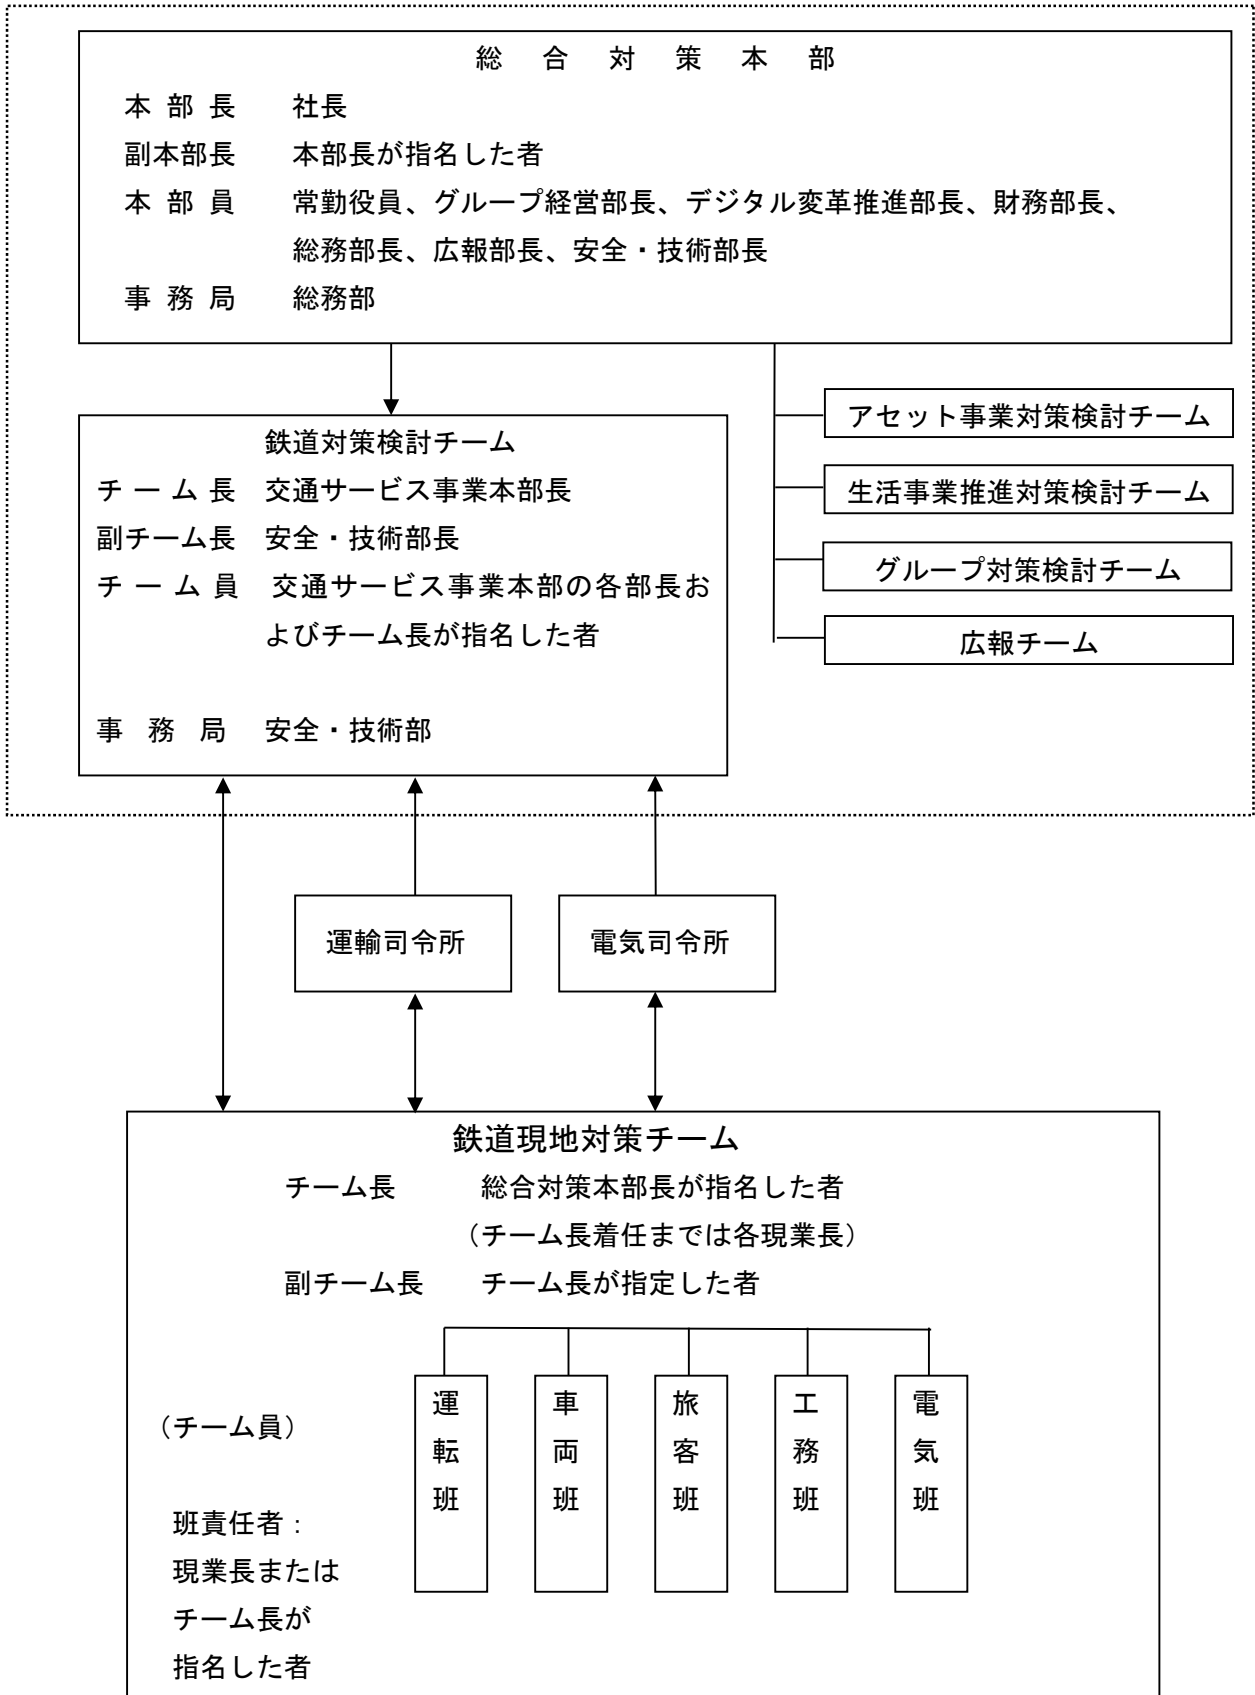 総合対策本部
本部長 社長
副本部長 本部長が指名した者
本部員 常勤役員、グループ経営部長、デジタル変革推進部長、財務部長、
総務部長、広報部長、安全・技術部長
事務局 総務部
鉄道対策検討チーム
チーム長 交通サービス事業本部長
副チーム長 安全・技術部長
チーム員 交通サービス事業本部の各部長お
よびチーム長が指名した者
事務局 安全・技術部
アセット事業対策検討チーム
生活事業推進対策検討チーム
グループ対策検討チーム
広報チーム
運輸司令所
電気司令所
鉄道現地対策チーム
チーム長 総合対策本部長が指名した者
（チーム長着任までは各現業長）
副チーム長 チーム長が指定した者
（チーム員）
班責任者：
現業長または
チーム長が
指名した者
運転班
車両班
旅客班
工務班
電気班